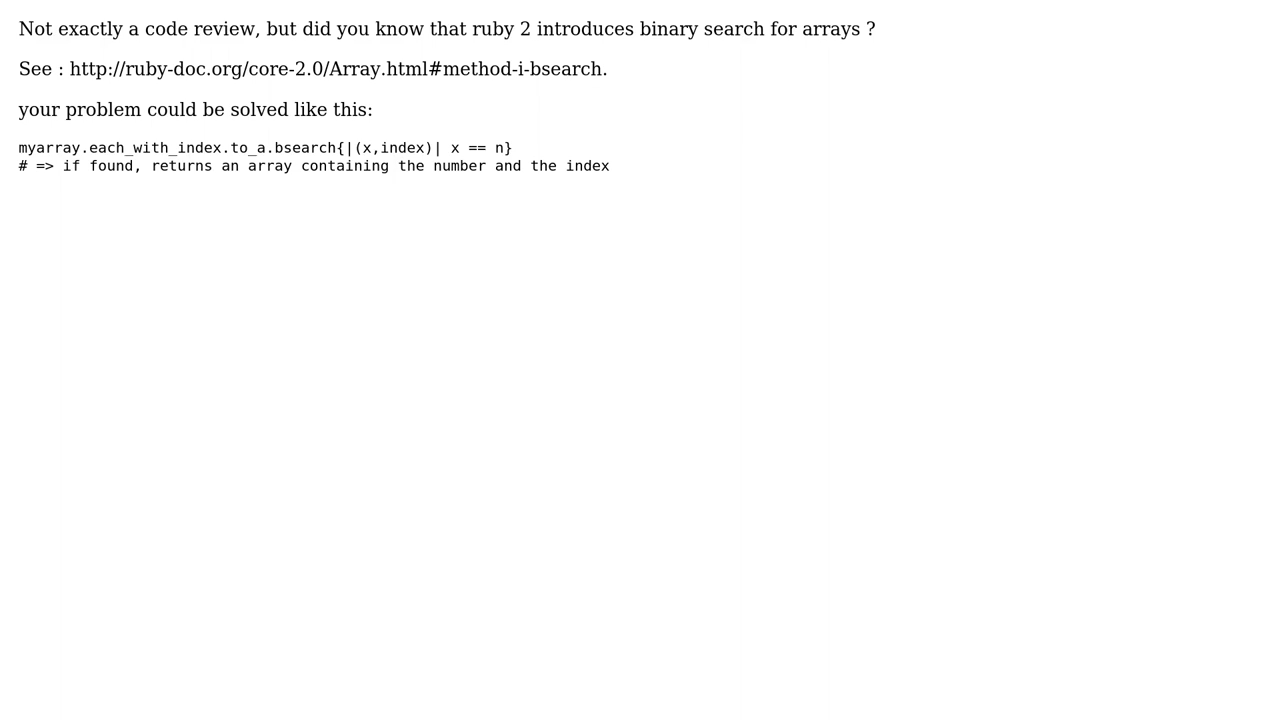 Not exactly a code review, but did you know that ruby 2 introduces binary search for arrays ?
See : http://ruby-doc.org/core-2.0/Array.html#method-i-bsearch.
your problem could be solved like this:
myarray.each_with_index.to_a.bsearch{|(x,index)| x == n}
# => if found, returns an array containing the number and the index